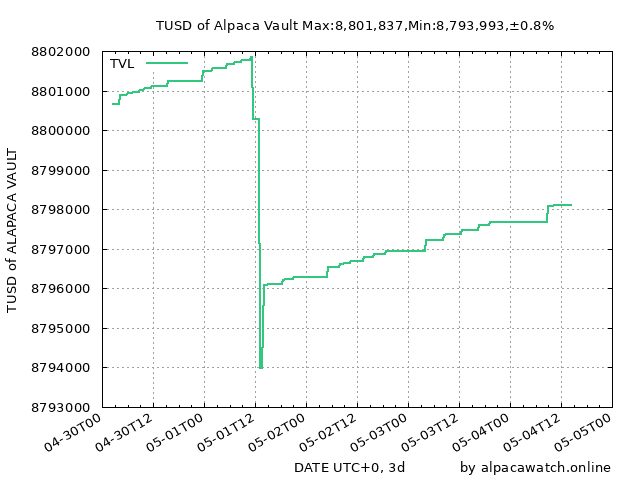 TUSD of Alpaca Vault Max:8,801,837,Min:8,793,993,±0.8%
TVL
8802000
8801000
8800000
8799000
8798000
8797000
8796000
8795000
8794000
8793000
TUSD of ALAPACA VAULT
04-30T00
04-30T12
05-01T00
05-01T12
05-02T00
05-02T12
05-03T00
05-03T12
05-04T00
05-04T12
05-05T00
DATE UTC+0, 3d
by alpacawatch.online